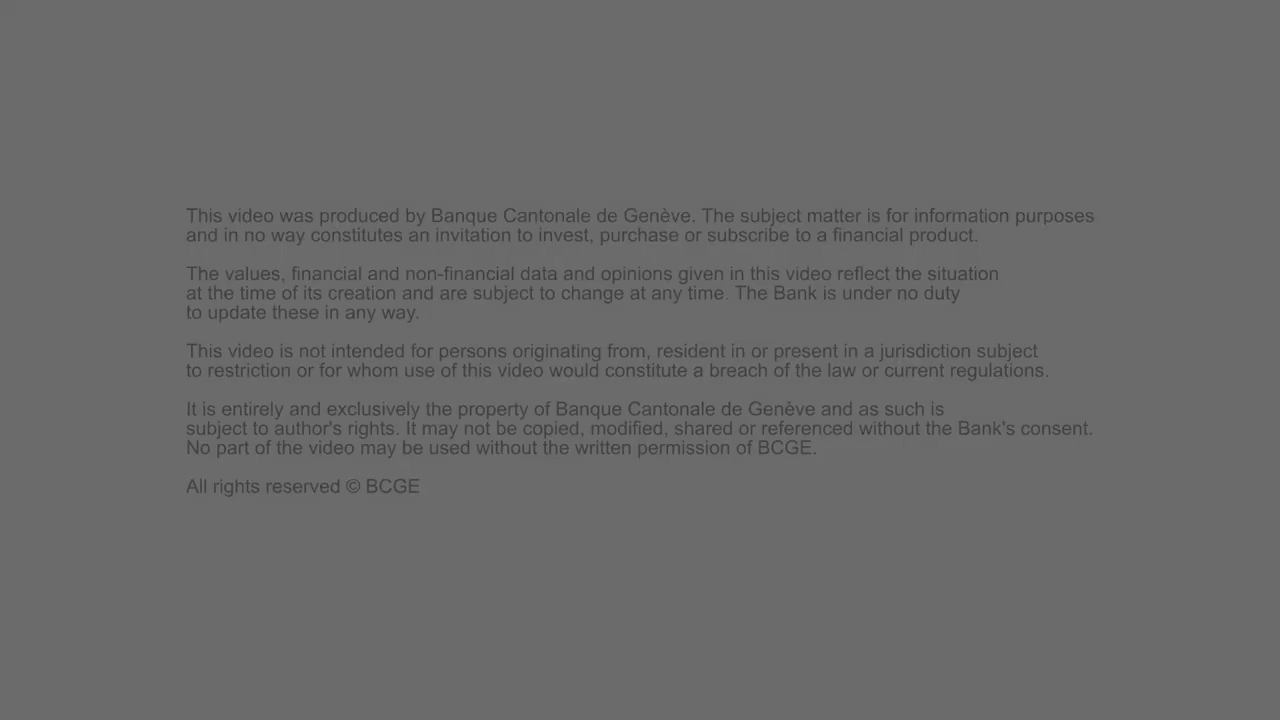 This video was produced by Banque Cantonale de Genève. The subject matter is for information purposes
and in no way constitutes an invitation to invest, purchase or subscribe to a financial product.
The values, financial and non-financial data and opinions given in this video reflect the situation
at the time of its creation and are subject to change at any time. The Bank is under no duty
to update these in any way.
This video is not intended for persons originating from, resident in or present in a jurisdiction subject
to restriction or for whom use of this video would constitute a breach of the law or current regulations.
It is entirely and exclusively the property of Banque Cantonale de Genève and as such is
subject to author's rights. It may not be copied, modified, shared or referenced without the Bank's consent.
No part of the video may be used without the written permission of BCGE.
All rights reserved © BCGE